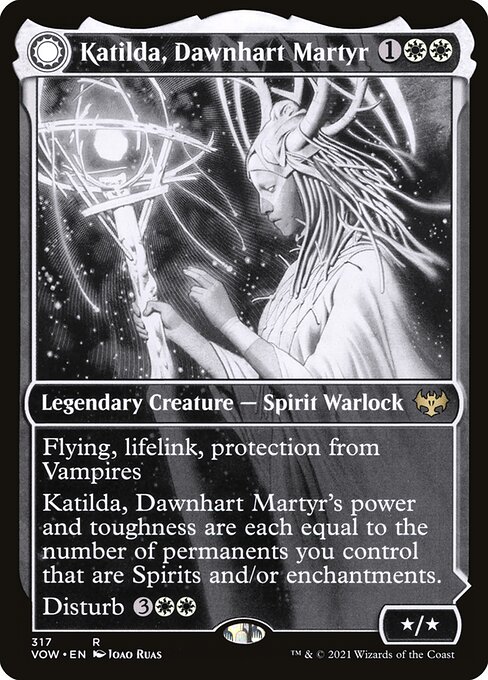 Katilda, Dawnhart Martyr 1
Legendary Creature — Spirit Warlock
Flying, lifelink, protection from
Vampires
Katilda, Dawnhart Martyr's power
and toughness are each equal to the
number of permanents you control
that are Spirits and/or enchantments.
Disturb 3
★/★
317 R
VOW • EN Joao Ruas
™ & © 2021 Wizards of the Coast